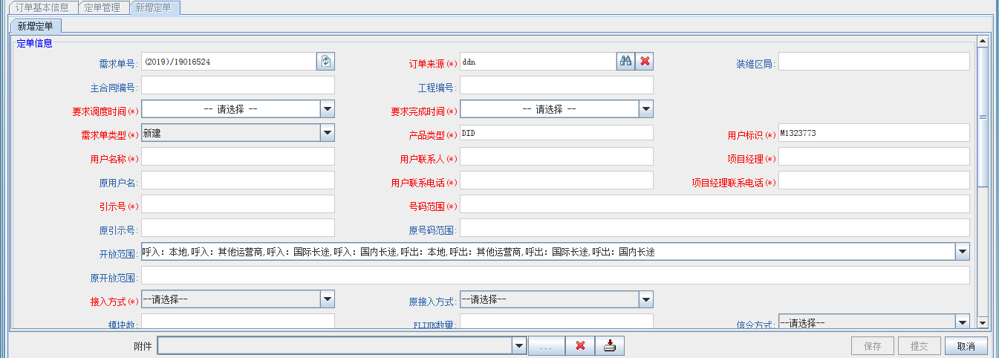 订单基本信息 定单管理 新增定单
新增定单
定单信息
需求单号: (2019)/19016524 订单来源(*) ddn 装维区局:
主合同编号: 工程编号:
要求调度时间(*) -- 请选择 -- 要求完成时间(*) -- 请选择 --
需求单类型(*) 新建 产品类型(*) DID 用户标识(*) M1323773
用户名称(*) 用户联系人(*) 项目经理(*)
原用户名: 用户联系电话(*) 项目经理联系电话(*)
引示号(*) 号码范围(*)
原引示号: 原号码范围:
开放范围: 呼入: 本地,呼入: 其他运营商,呼入: 国际长途,呼入: 国内长途,呼出: 本地,呼出: 其他运营商,呼出: 国际长途,呼出: 国内长途
原开放范围:
接入方式(*) --请选择-- 原接入方式: --请选择--
模块数: FLINK数量: 信令方式: --请选择--
附件 ... 保存 提交 取消